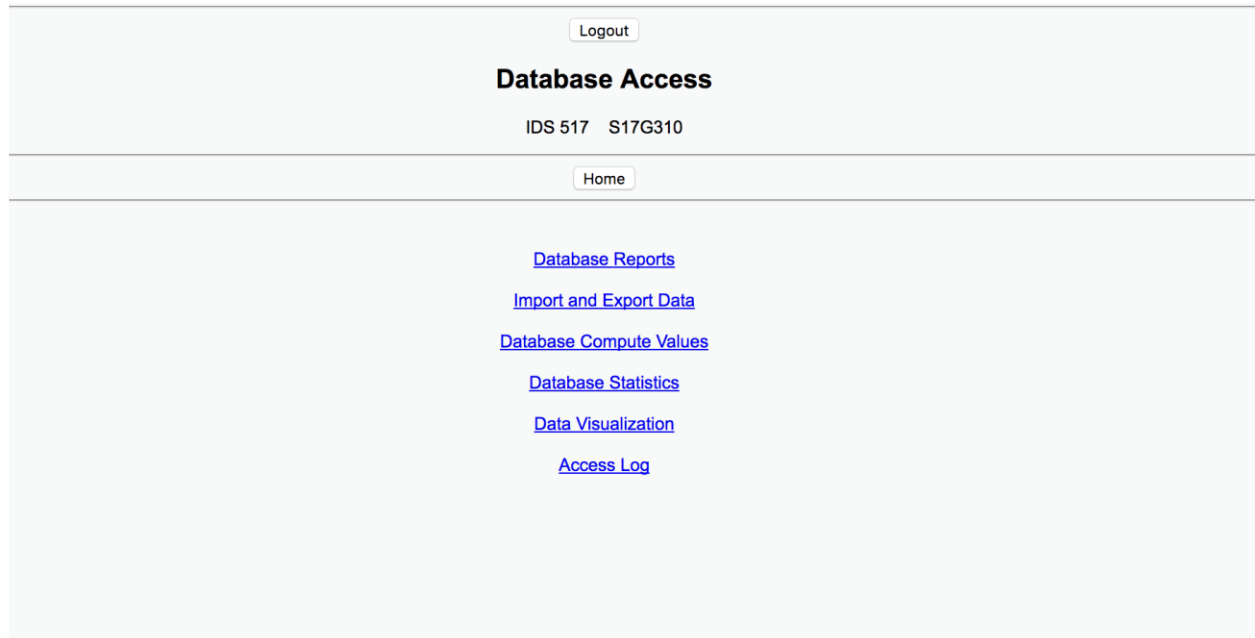 Logout
Database Access
IDS 517 S17G310
Home
Database Reports
Import and Export Data
Database Compute Values
Database Statistics
Data Visualization
Access Log